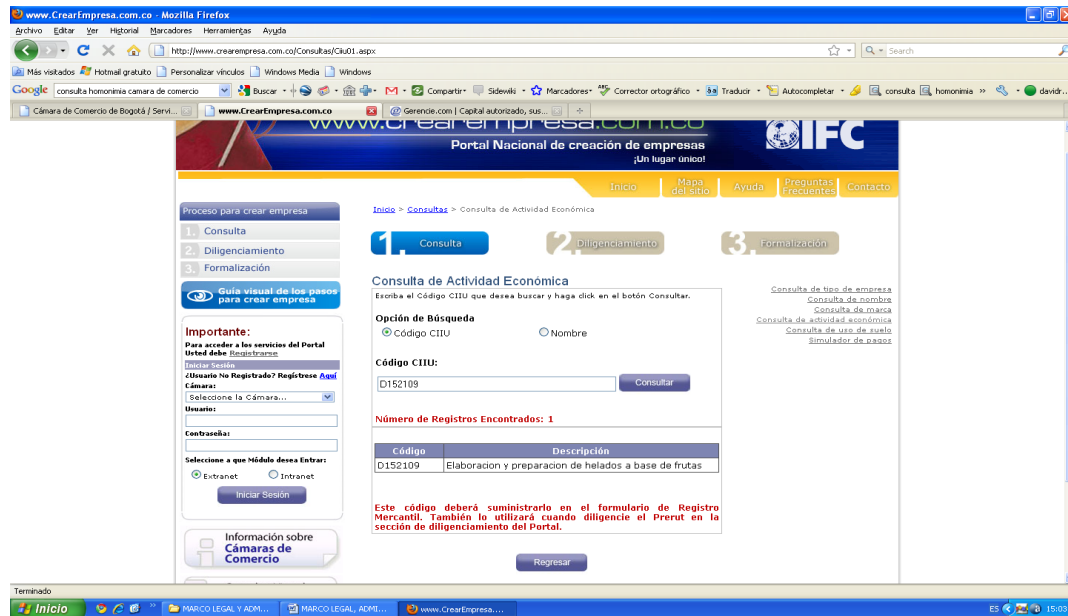 www.CrearEmpresa.com.co - Mozilla Firefox
Archivo Editar Ver Historial Marcadores Herramientas Ayuda
http://www.crearempresa.com.co/Consultas/Ciiu01.aspx
Search
Más visitados Hotmail gratuito Personalizar vínculos Windows Media Windows
Google consulta homonimia camara de comercio Buscar Compartir Sidewiki Marcadores Corrector ortográfico Traducir Autocompletar consulta homonimia davidr...
Cámara de Comercio de Bogotá / Servi... www.CrearEmpresa.com.co Gerencie.com | Capital autorizado, sus...
www.crearempresa.com.co
IFC
Portal Nacional de creación de empresas
¡Un lugar único!
Inicio Mapa del sitio Ayuda Preguntas Frecuentes Contacto
Proceso para crear empresa
1. Consulta
2. Diligenciamiento
3. Formalización
Guía visual de los pasos
para crear empresa
Importante:
Para acceder a los servicios del Portal
Usted debe Registrarse
Iniciar Sesión
¿Usuario No Registrado? Regístrese Aquí
Cámara:
Seleccione la Cámara...
Usuario:
Contraseña:
Seleccione a que Módulo desea Entrar:
Extranet Intranet
Iniciar Sesión
Información sobre
Cámaras de
Comercio
Inicio > Consultas > Consulta de Actividad Económica
1. Consulta 2. Diligenciamiento 3. Formalización
Consulta de Actividad Económica
Escriba el Código CIIU que desea buscar y haga click en el botón Consultar.
Opción de Búsqueda
Código CIIU Nombre
Código CIIU:
D152109 Consultar
Número de Registros Encontrados: 1
Código Descripción
D152109 Elaboracion y preparacion de helados a base de frutas
Este código deberá suministrarlo en el formulario de Registro
Mercantil. También lo utilizará cuando diligencie el Prerut en la
sección de diligenciamiento del Portal.
Regresar
Consulta de tipo de empresa
Consulta de nombre
Consulta de marca
Consulta de actividad económica
Consulta de uso de suelo
Simulador de pagos
Terminado
Inicio MARCO LEGAL Y ADM... MARCO LEGAL, ADMI... www.CrearEmpresa.... ES 15:03